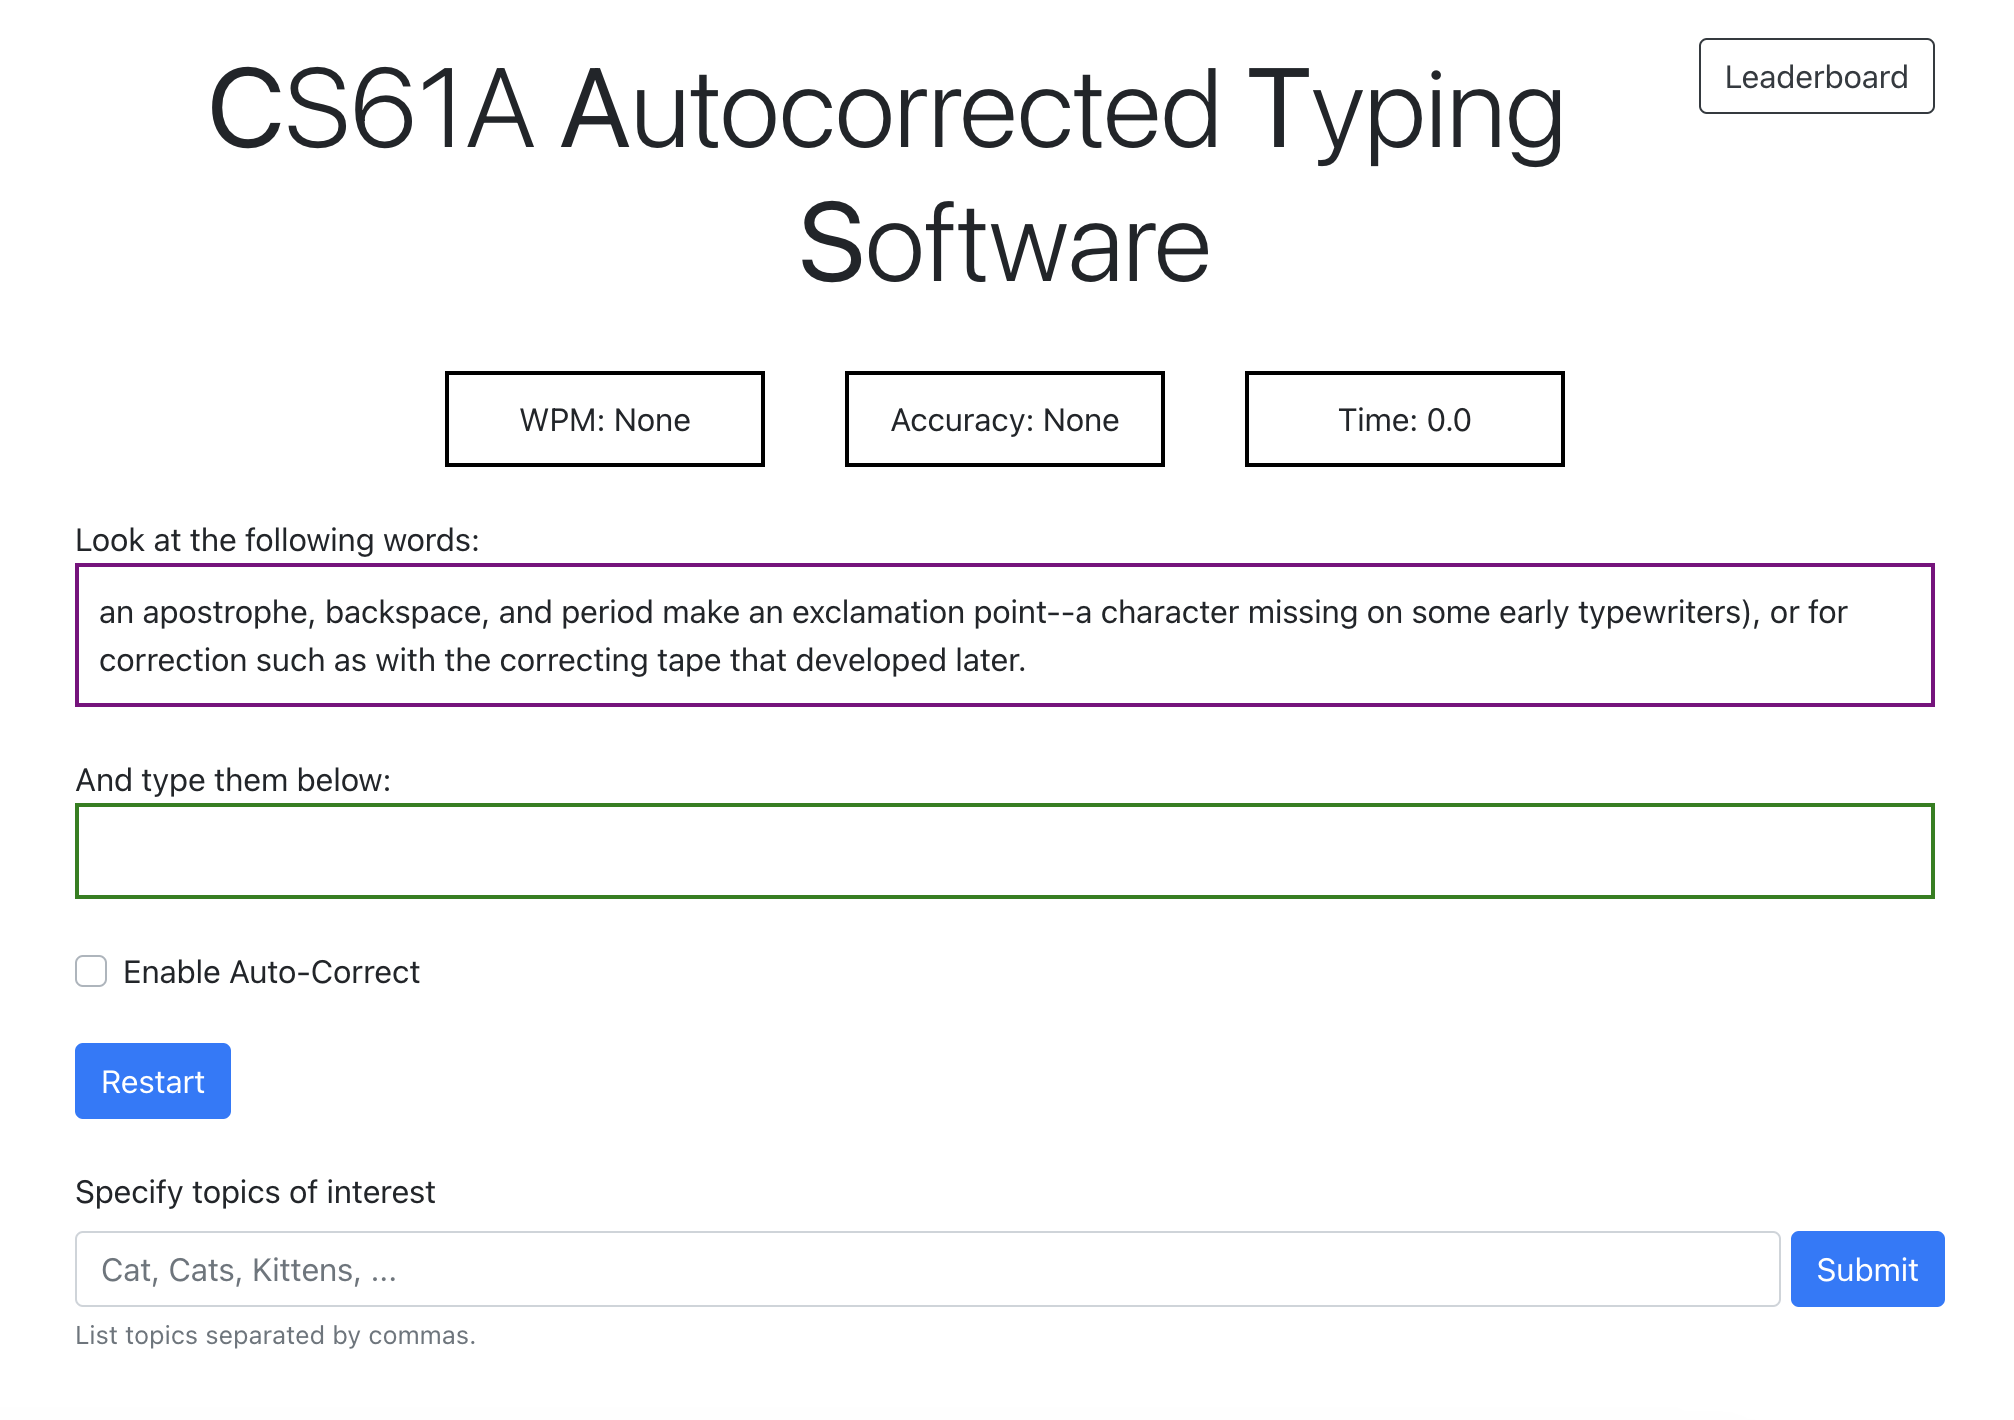 CS61A Autocorrected Typing
Software
Leaderboard
WPM: None
Accuracy: None
Time: 0.0
Look at the following words:
an apostrophe, backspace, and period make an exclamation point--a character missing on some early typewriters), or for
correction such as with the correcting tape that developed later.
And type them below:
Enable Auto-Correct
Restart
Specify topics of interest
Cat, Cats, Kittens, ...
Submit
List topics separated by commas.